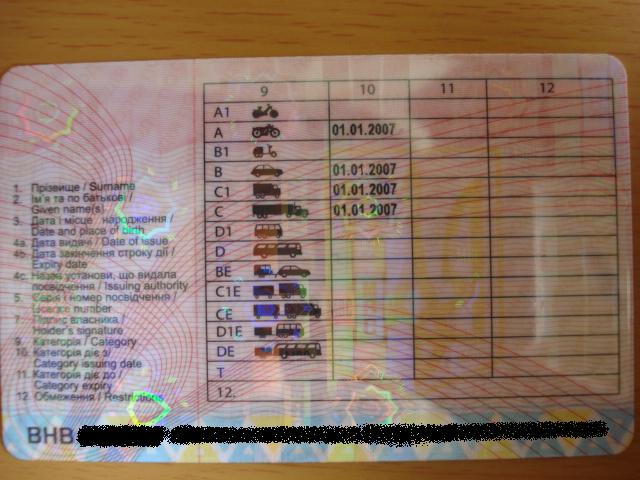 9 10 11 12
A1
A 01.01.2007
B1
B 01.01.2007
C1 01.01.2007
C 01.01.2007
D1
D
BE
C1E
CE
D1E
DE
T
12.
1. Прізвище / Surname
2. Ім'я та по батькові /
Given name(s)
3. Дата і місце народження /
Date and place of birth
4a. Дата видачі / Date of issue
4b. Дата закінчення строку дії /
Expiry date
4c. Назва установи, що видала
посвідчення / Issuing authority
5. Серія і номер посвідчення /
Licence number
7. Підпис власника /
Holder's signature
9. Категорія / Category
10. Категорія діє з/
Category issuing date
11. Категорія діє до /
Category expiry
12. Обмеження / Restrictions
BHB